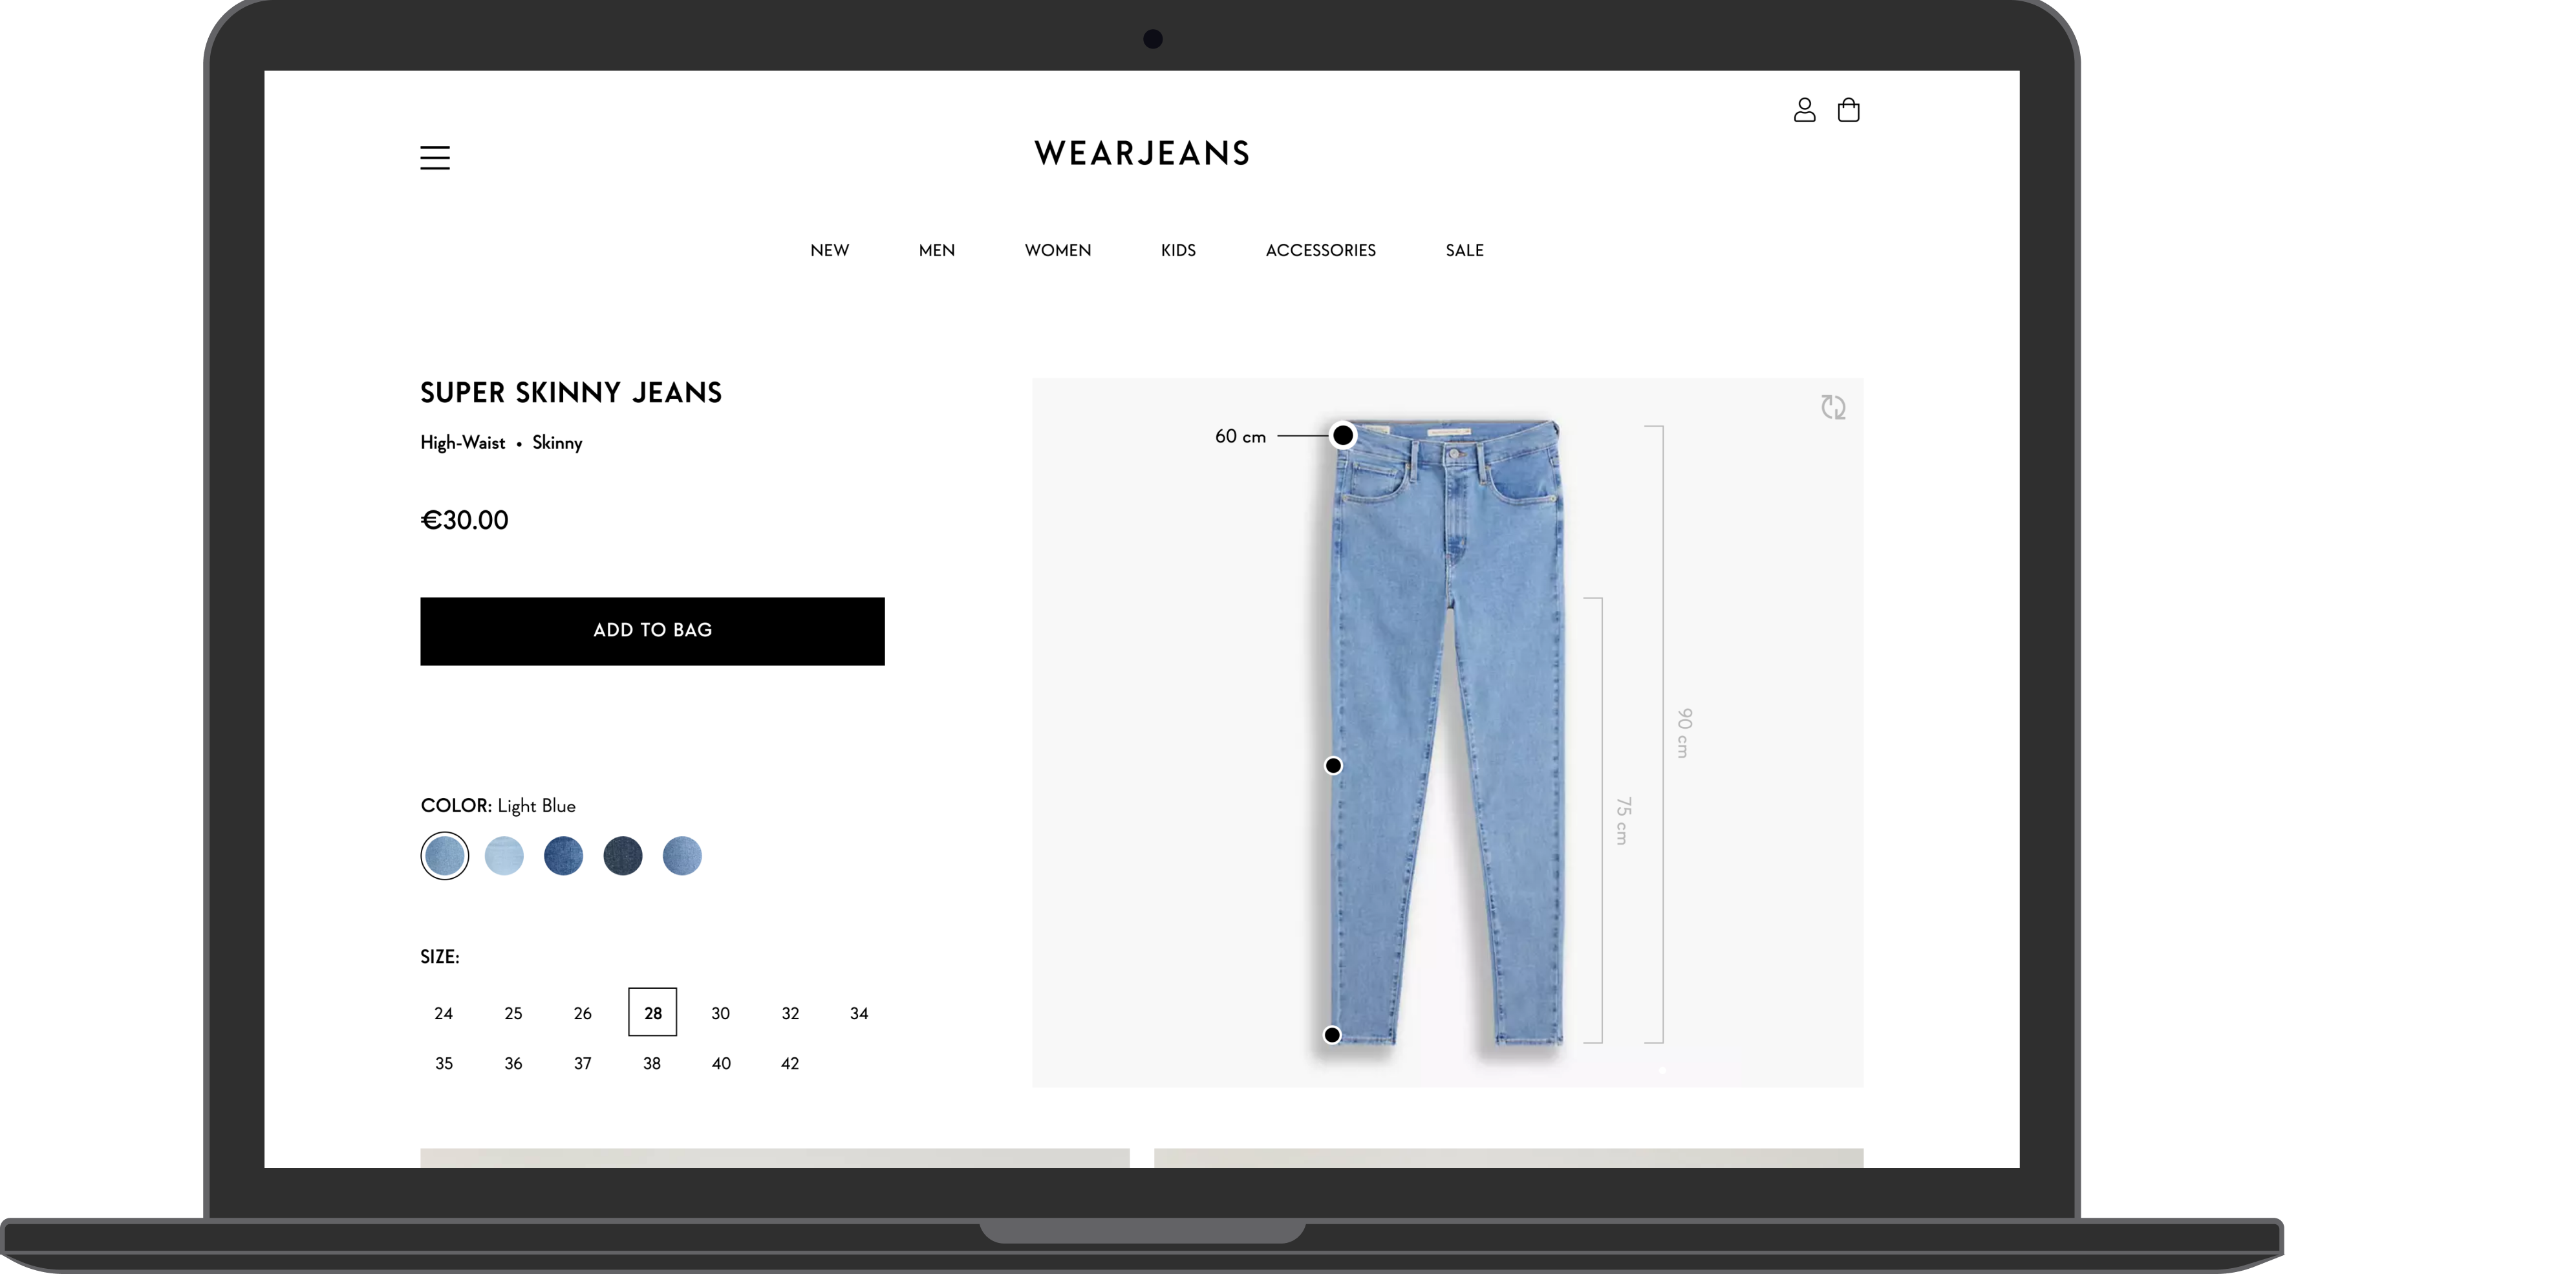 WEARJEANS
NEW MEN WOMEN KIDS ACCESSORIES SALE
SUPER SKINNY JEANS
High-Waist • Skinny
€30.00
ADD TO BAG
COLOR: Light Blue
SIZE:
24 25 26 28 30 32 34
35 36 37 38 40 42
60 cm
90 cm
75 cm